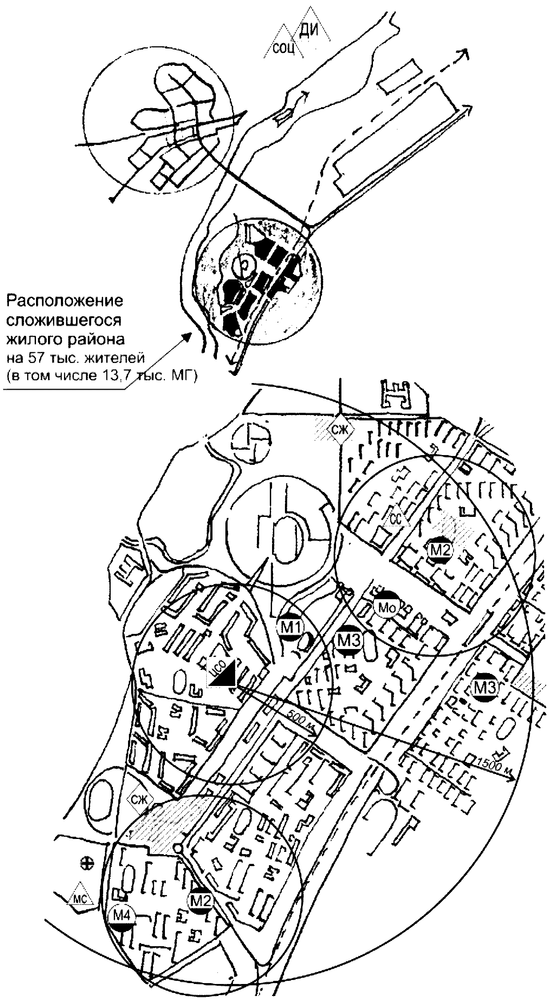 ДИ
СОЦ
Расположение
сложившегося
жилого района
на 57 тыс. жителей
(в том числе 13,7 тыс. МГ)
СЖ
СС
М2
Мо
М1
М3
ЦСО
М3
500 м
1500 м
СЖ
МС
М2
М4